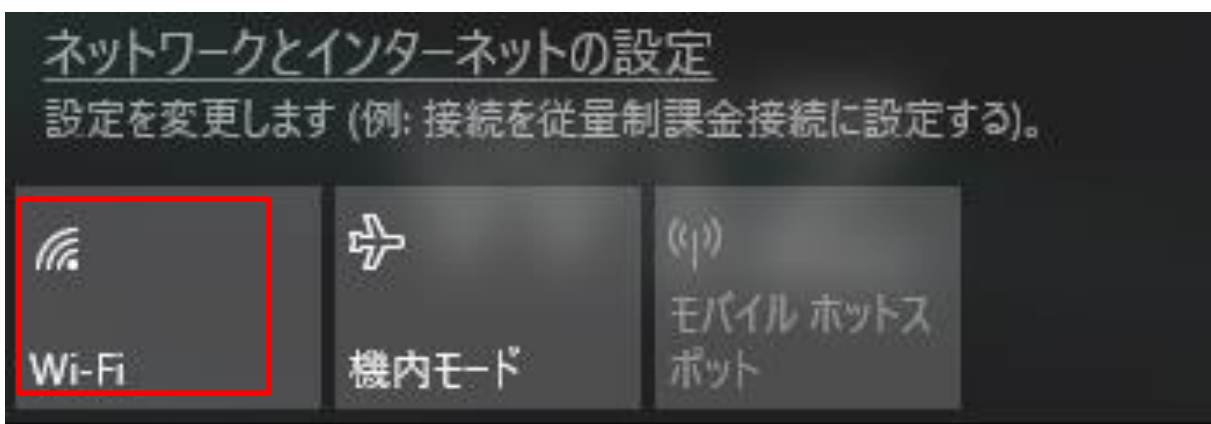 ネットワークとインターネットの設定
設定を変更します (例: 接続を従量制課金接続に設定する)。
Wi-Fi
機内モード
モバイル ホットス
ポット